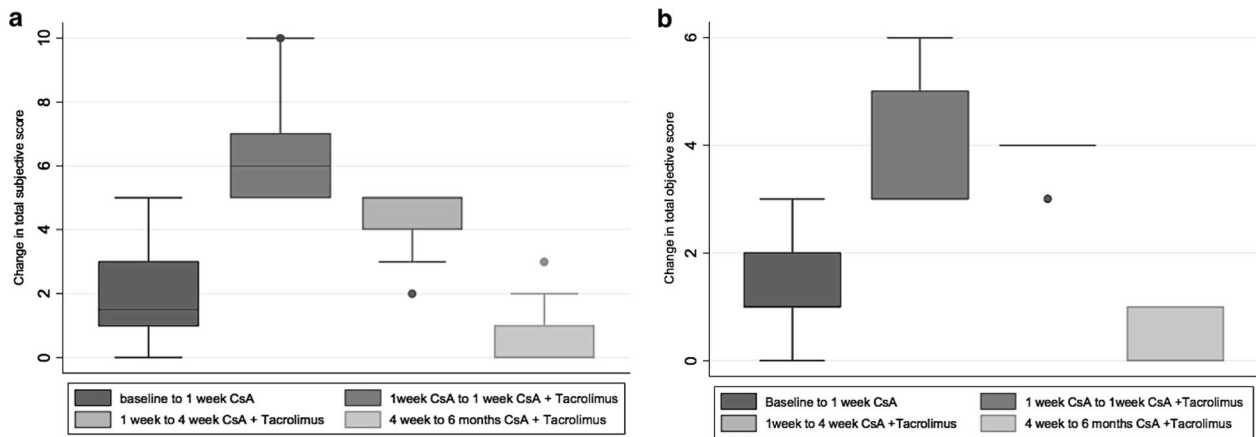 a
Change in total subjective score
10
8
6
4
2
0
baseline to 1 week CsA
1week CsA to 1 week CsA + Tacrolimus
1 week to 4 week CsA + Tacrolimus
4 week to 6 months CsA + Tacrolimus
b
Change in total objective score
6
4
2
0
Baseline to 1 week CsA
1 week CsA to 1week CsA +Tacrolimus
1week to 4 week CsA +Tacrolimus
4 week to 6 months CsA +Tacrolimus